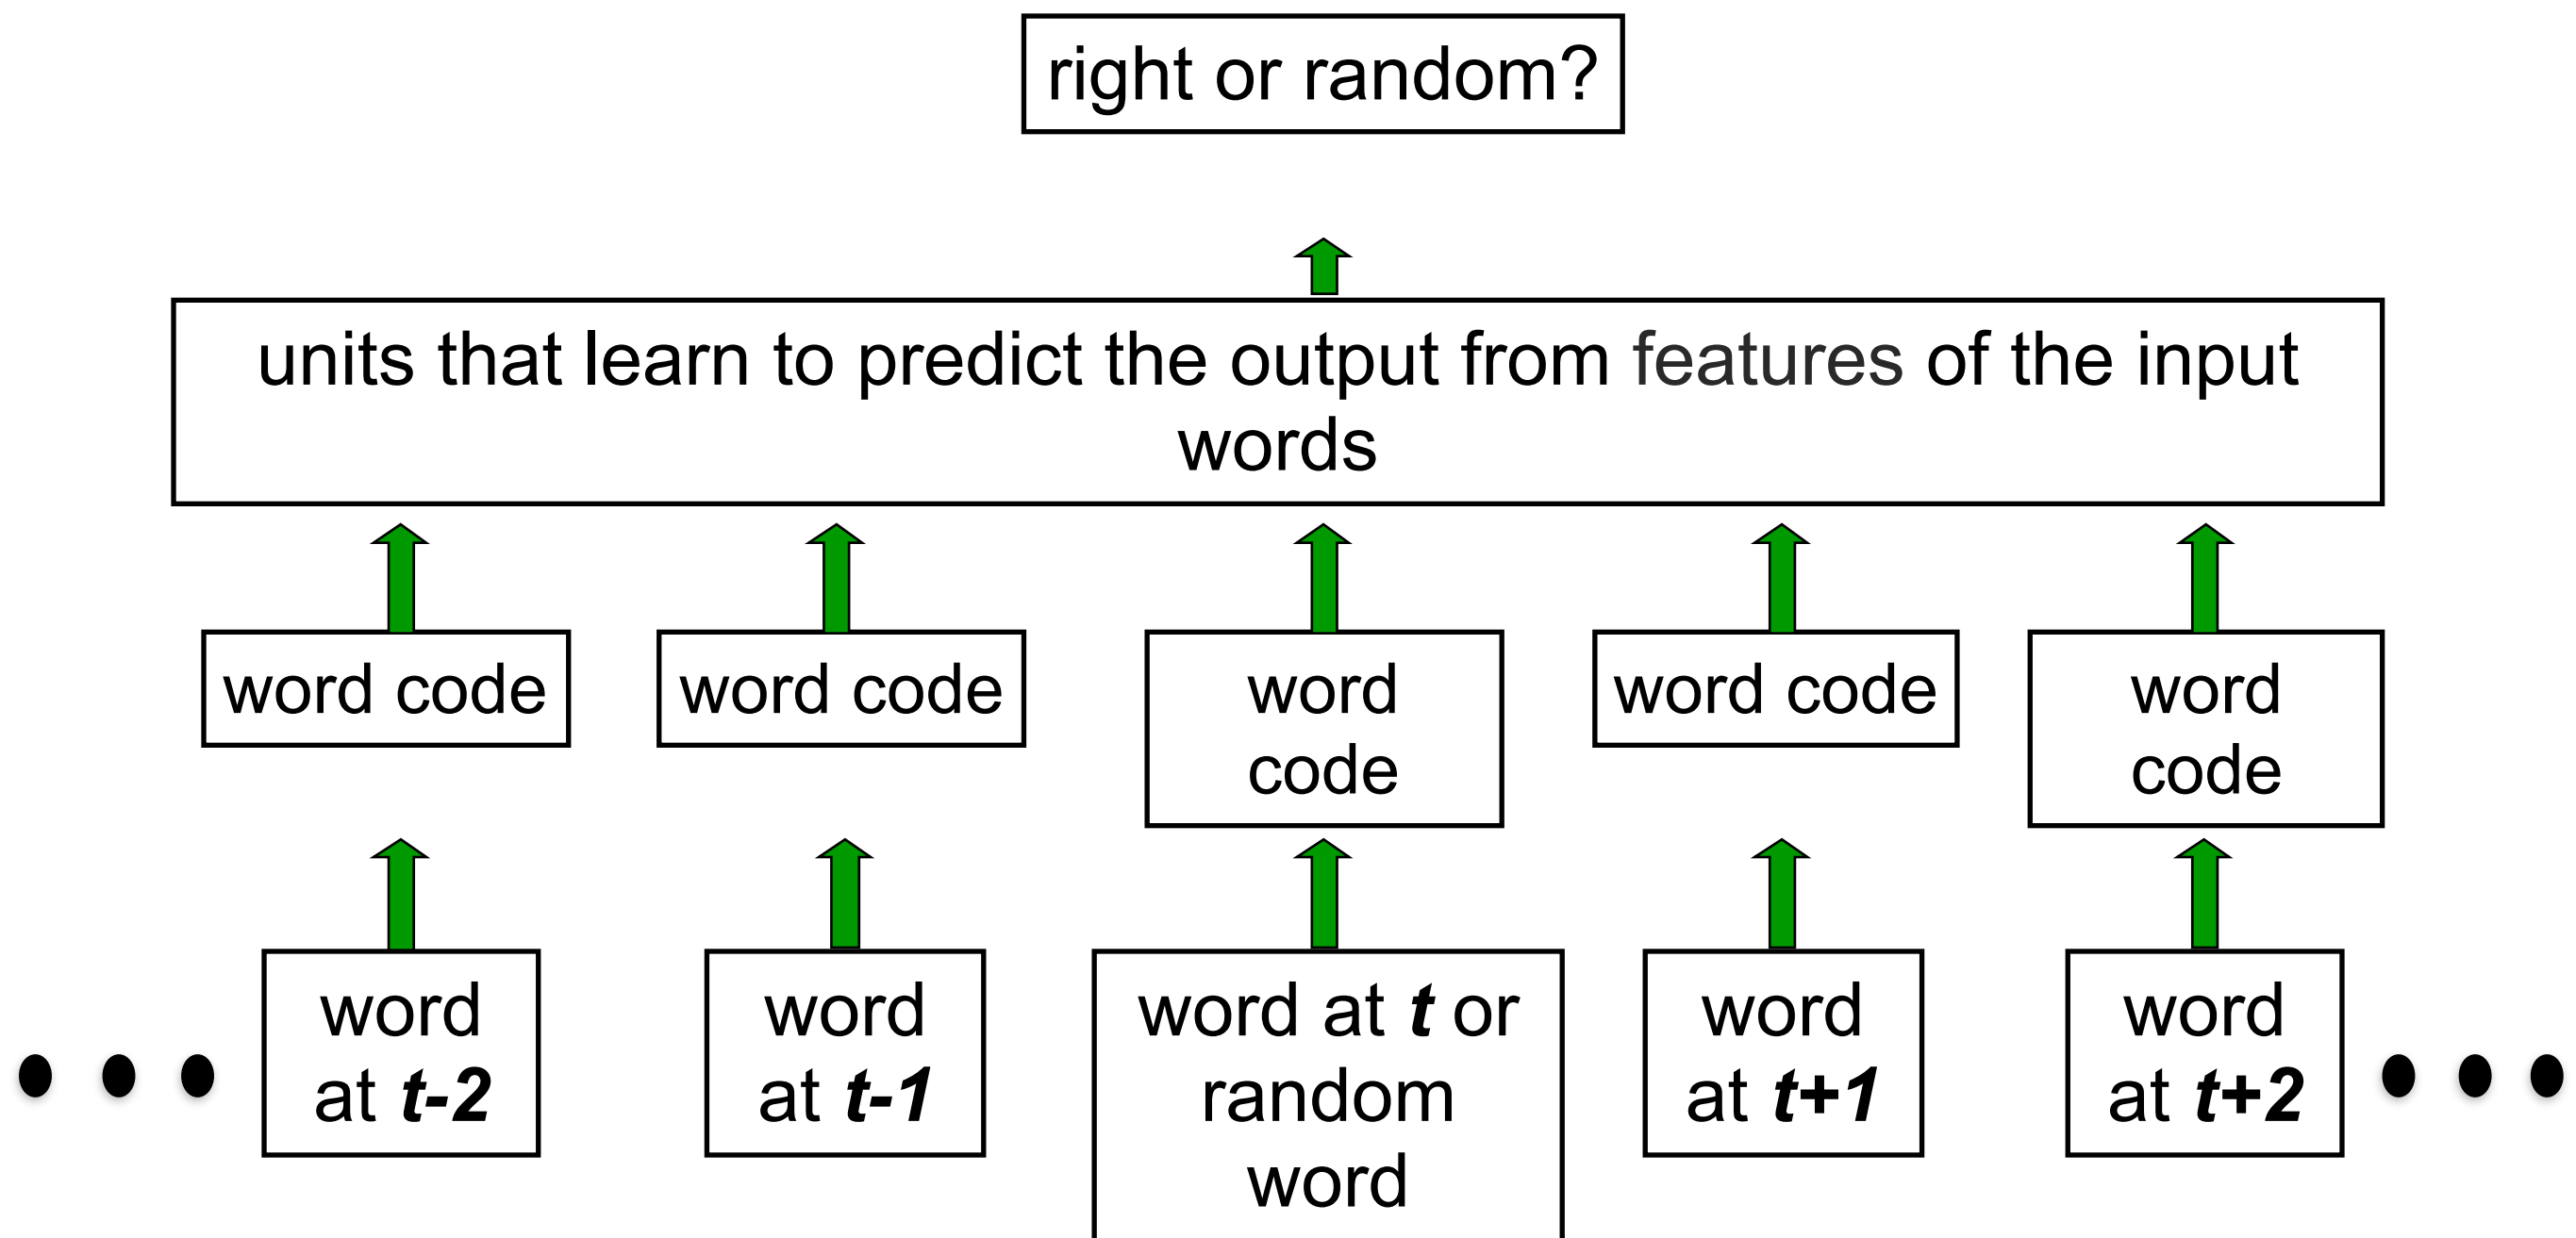 right or random?
units that learn to predict the output from features of the input
words
word code
word code
word
code
word code
word
code
word
at t-2
word
at t-1
word at t or
random
word
word
at t+1
word
at t+2